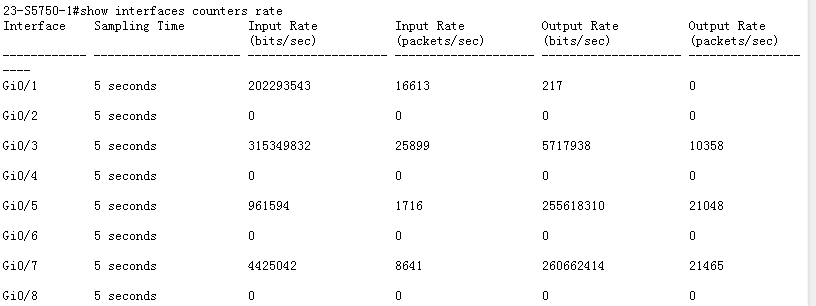 23-S5750-1#show interfaces counters rate
Interface Sampling Time Input Rate Input Rate Output Rate Output Rate
(bits/sec) (packets/sec) (bits/sec) (packets/sec)
------------ --------------------- -------------------- -------------------- -------------------- ----------------
----
Gi0/1 5 seconds 202293543 16613 217 0
Gi0/2 5 seconds 0 0 0 0
Gi0/3 5 seconds 315349832 25899 5717938 10358
Gi0/4 5 seconds 0 0 0 0
Gi0/5 5 seconds 961594 1716 255618310 21048
Gi0/6 5 seconds 0 0 0 0
Gi0/7 5 seconds 4425042 8641 260662414 21465
Gi0/8 5 seconds 0 0 0 0